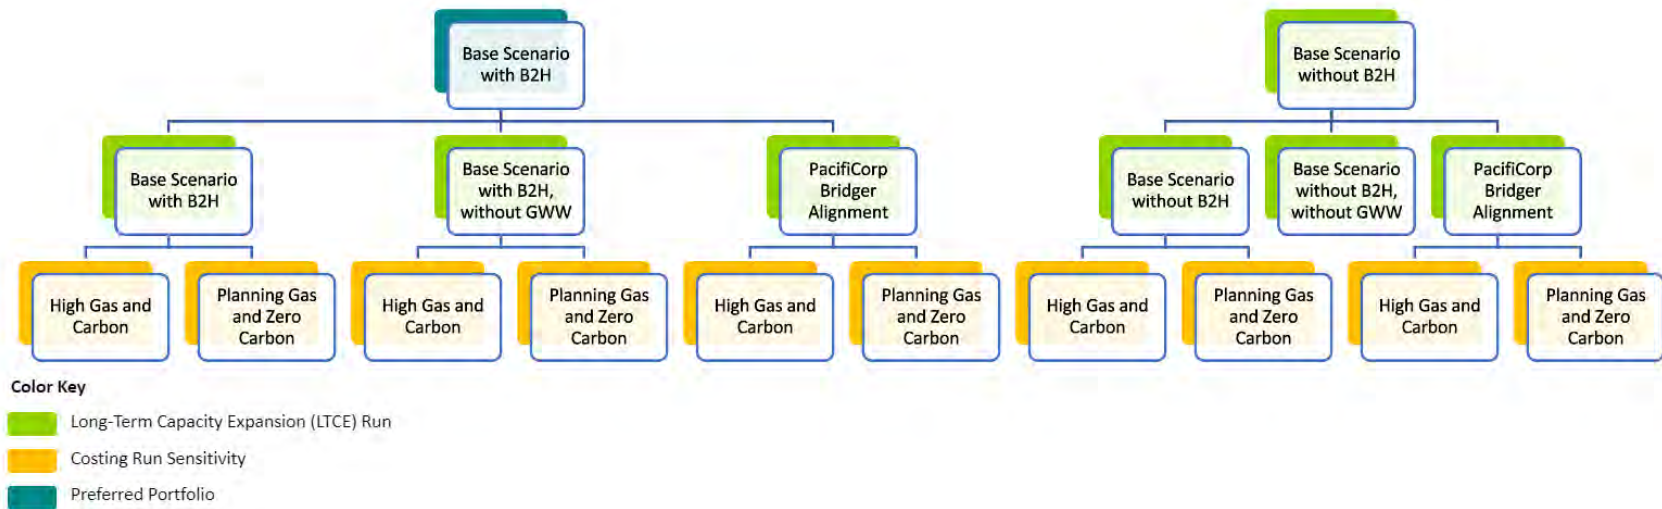 Base Scenario
with B2H
Base Scenario
without B2H
Base Scenario
with B2H
Base Scenario
with B2H,
without GWW
PacifiCorp
Bridger
Alignment
Base Scenario
without B2H
Base Scenario
without B2H,
without GWW
PacifiCorp
Bridger
Alignment
High Gas and
Carbon
Planning Gas
and Zero
Carbon
High Gas and
Carbon
Planning Gas
and Zero
Carbon
High Gas and
Carbon
Planning Gas
and Zero
Carbon
High Gas and
Carbon
Planning Gas
and Zero
Carbon
High Gas and
Carbon
Planning Gas
and Zero
Carbon
Color Key
Long-Term Capacity Expansion (LTCE) Run
Costing Run Sensitivity
Preferred Portfolio